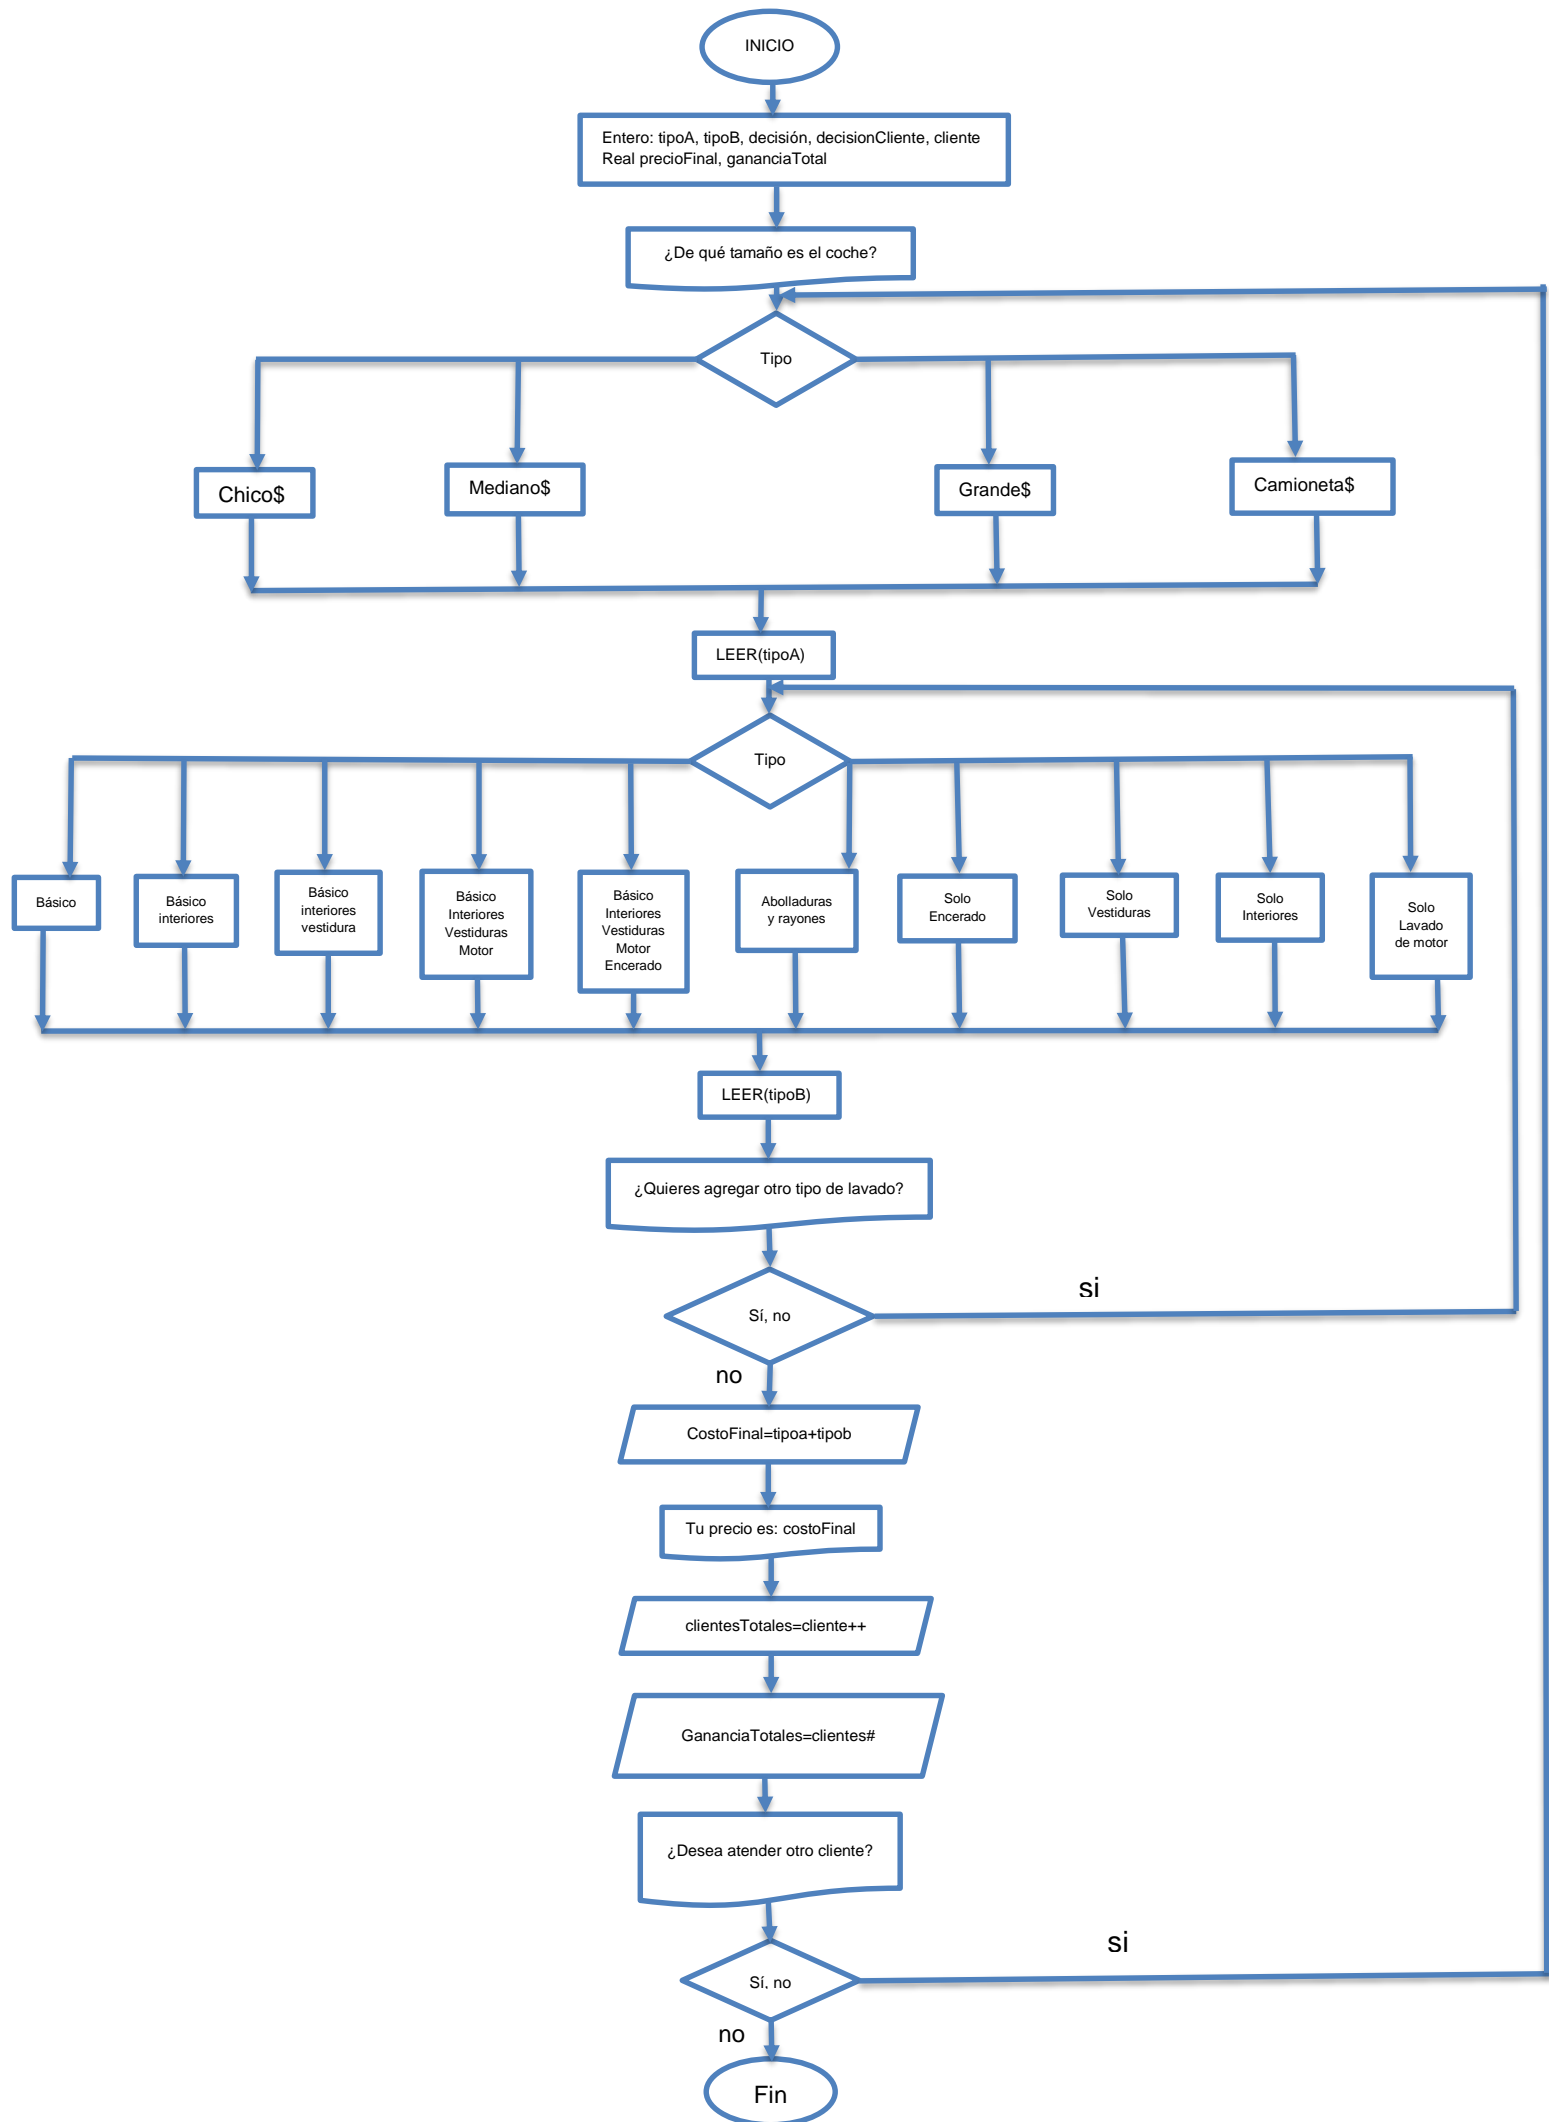 INICIO
Entero: tipoA, tipoB, decisión, decisionCliente, cliente
Real precioFinal, gananciaTotal
¿De qué tamaño es el coche?
Tipo
Chico$
Mediano$
Grande$
Camioneta$
LEER(tipoA)
Tipo
Básico
Básico
interiores
Básico
interiores
vestidura
Básico
Interiores
Vestiduras
Motor
Básico
Interiores
Vestiduras
Motor
Encerado
Abolladuras
y rayones
Solo
Encerado
Solo
Vestiduras
Solo
Interiores
Solo
Lavado
de motor
LEER(tipoB)
¿Quieres agregar otro tipo de lavado?
Sí, no
si
no
CostoFinal=tipoa+tipob
Tu precio es: costoFinal
clientesTotales=cliente++
GananciaTotales=clientes#
¿Desea atender otro cliente?
Sí, no
si
no
Fin